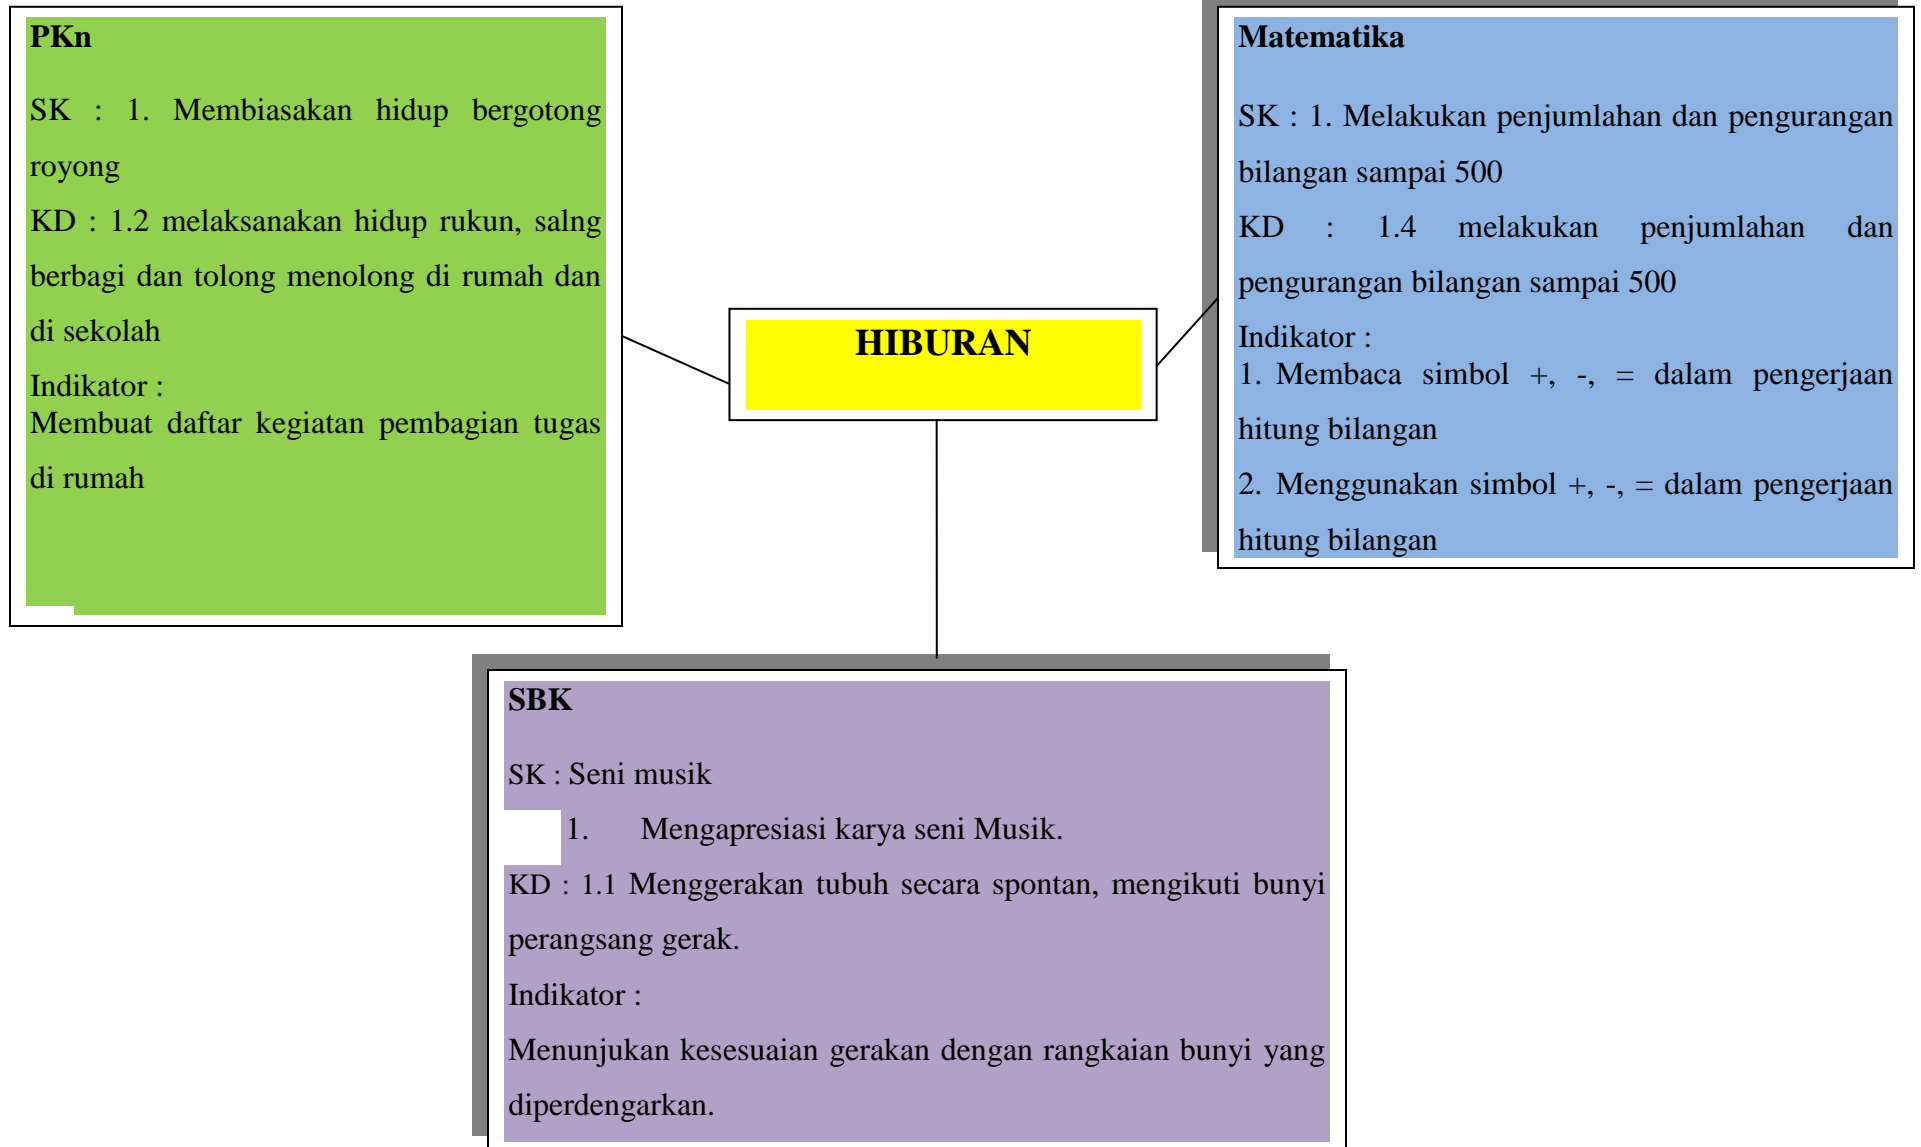 PKn
SK : 1. Membiasakan hidup bergotong
royong
KD : 1.2 melaksanakan hidup rukun, salng
berbagi dan tolong menolong di rumah dan
di sekolah
Indikator :
Membuat daftar kegiatan pembagian tugas
di rumah
HIBURAN
Matematika
SK : 1. Melakukan penjumlahan dan pengurangan
bilangan sampai 500
KD : 1.4 melakukan penjumlahan dan
pengurangan bilangan sampai 500
Indikator :
1. Membaca simbol +, -, = dalam pengerjaan
hitung bilangan
2. Menggunakan simbol +, -, = dalam pengerjaan
hitung bilangan
SBK
SK : Seni musik
1. Mengapresiasi karya seni Musik.
KD : 1.1 Menggerakan tubuh secara spontan, mengikuti bunyi
perangsang gerak.
Indikator :
Menunjukan kesesuaian gerakan dengan rangkaian bunyi yang
diperdengarkan.